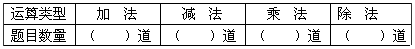 运算类型 加 法 减 法 乘 法 除 法
题目数量 （ ）道 （ ）道 （ ）道 （ ）道